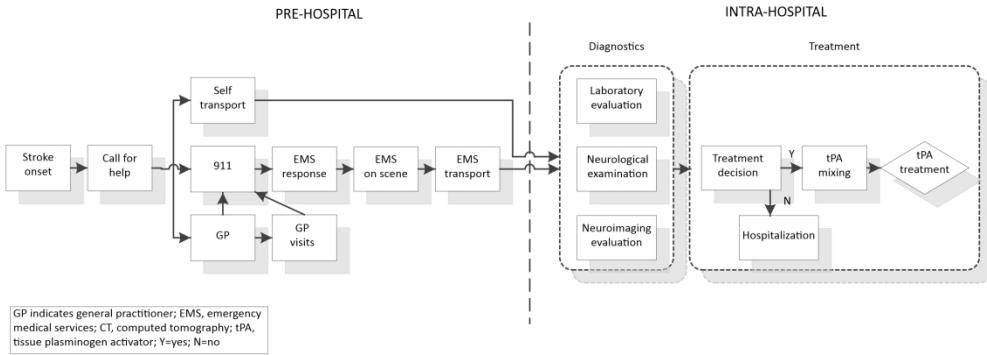 PRE-HOSPITAL
INTRA-HOSPITAL
Diagnostics
Treatment
Self
transport
Laboratory
evaluation
Stroke
onset
Call for
help
911
EMS
response
EMS
on scene
EMS
transport
Neurological
examination
Treatment
decision
Y
tPA
mixing
tPA
treatment
N
GP
GP
visits
Neuroimaging
evaluation
Hospitalization
GP indicates general practitioner; EMS, emergency
medical services; CT, computed tomography; tPA,
tissue plasminogen activator; Y=yes; N=no